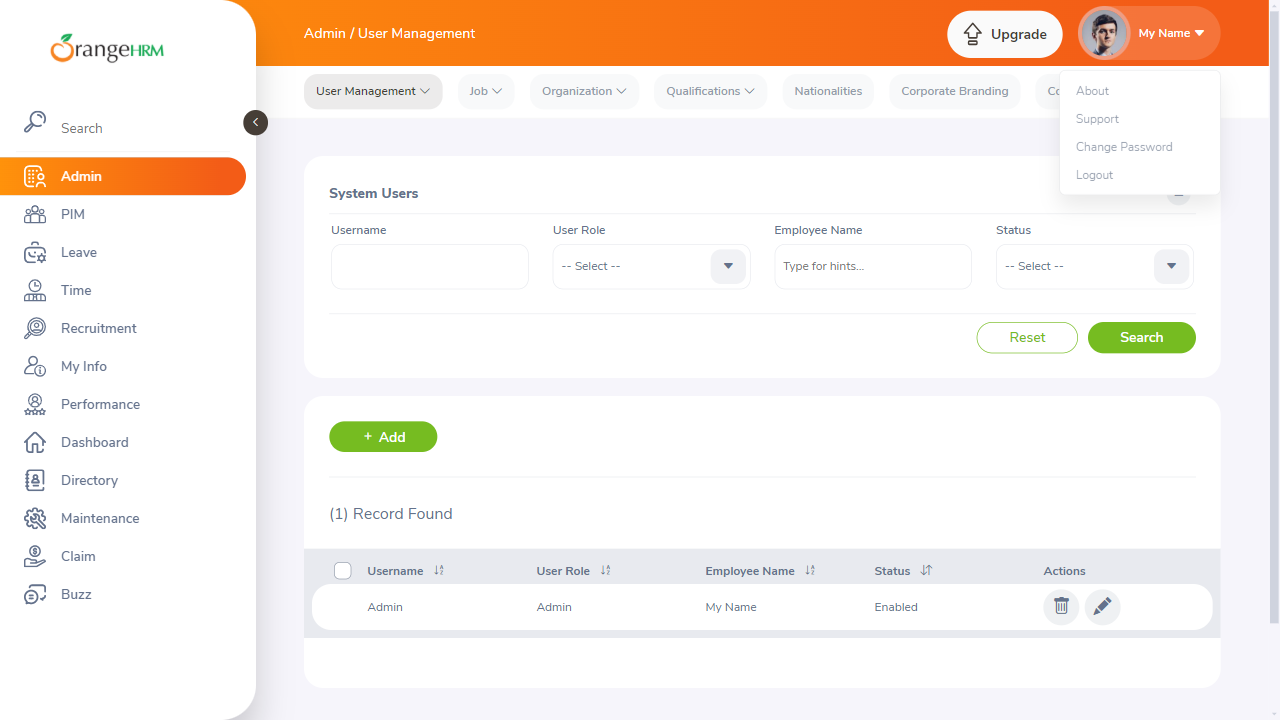 OrangeHRM
Search
Admin
PIM
Leave
Time
Recruitment
My Info
Performance
Dashboard
Directory
Maintenance
Claim
Buzz
Admin / User Management
Upgrade
My Name
User Management
Job
Organization
Qualifications
Nationalities
Corporate Branding
About
Support
Change Password
Logout
System Users
Username
User Role
Employee Name
Status
-- Select --
Type for hints...
-- Select --
Reset
Search
+ Add
(1) Record Found
Username
User Role
Employee Name
Status
Actions
Admin
Admin
My Name
Enabled